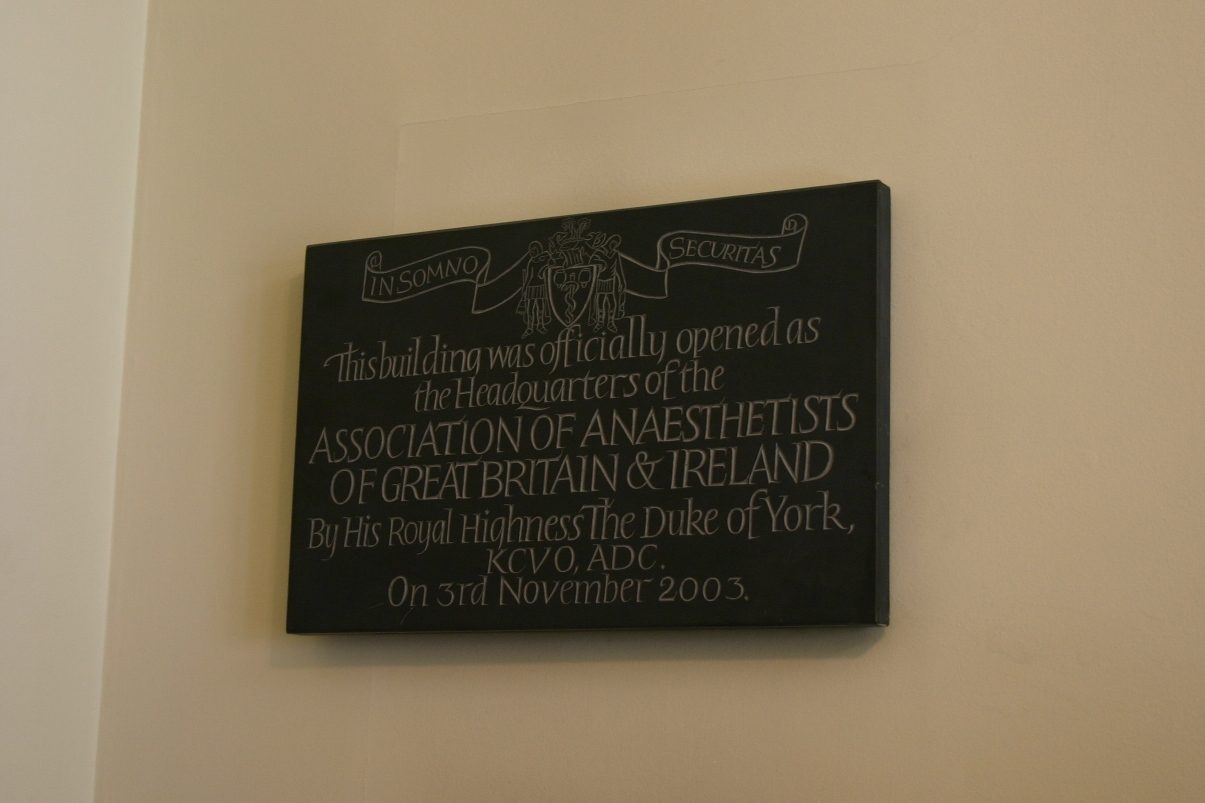 IN SOMNO SECURITAS
This building was officially opened as
the Headquarters of the
ASSOCIATION OF ANAESTHETISTS
OF GREAT BRITAIN & IRELAND
By His Royal Highness The Duke of York,
KCVO, ADC.
On 3rd November 2003.